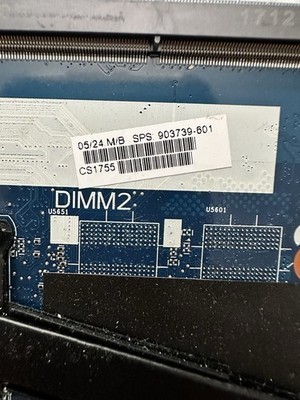 1712
05/24 M/B SPS 903739-601
CS1755
DIMM2
U5651
U5601